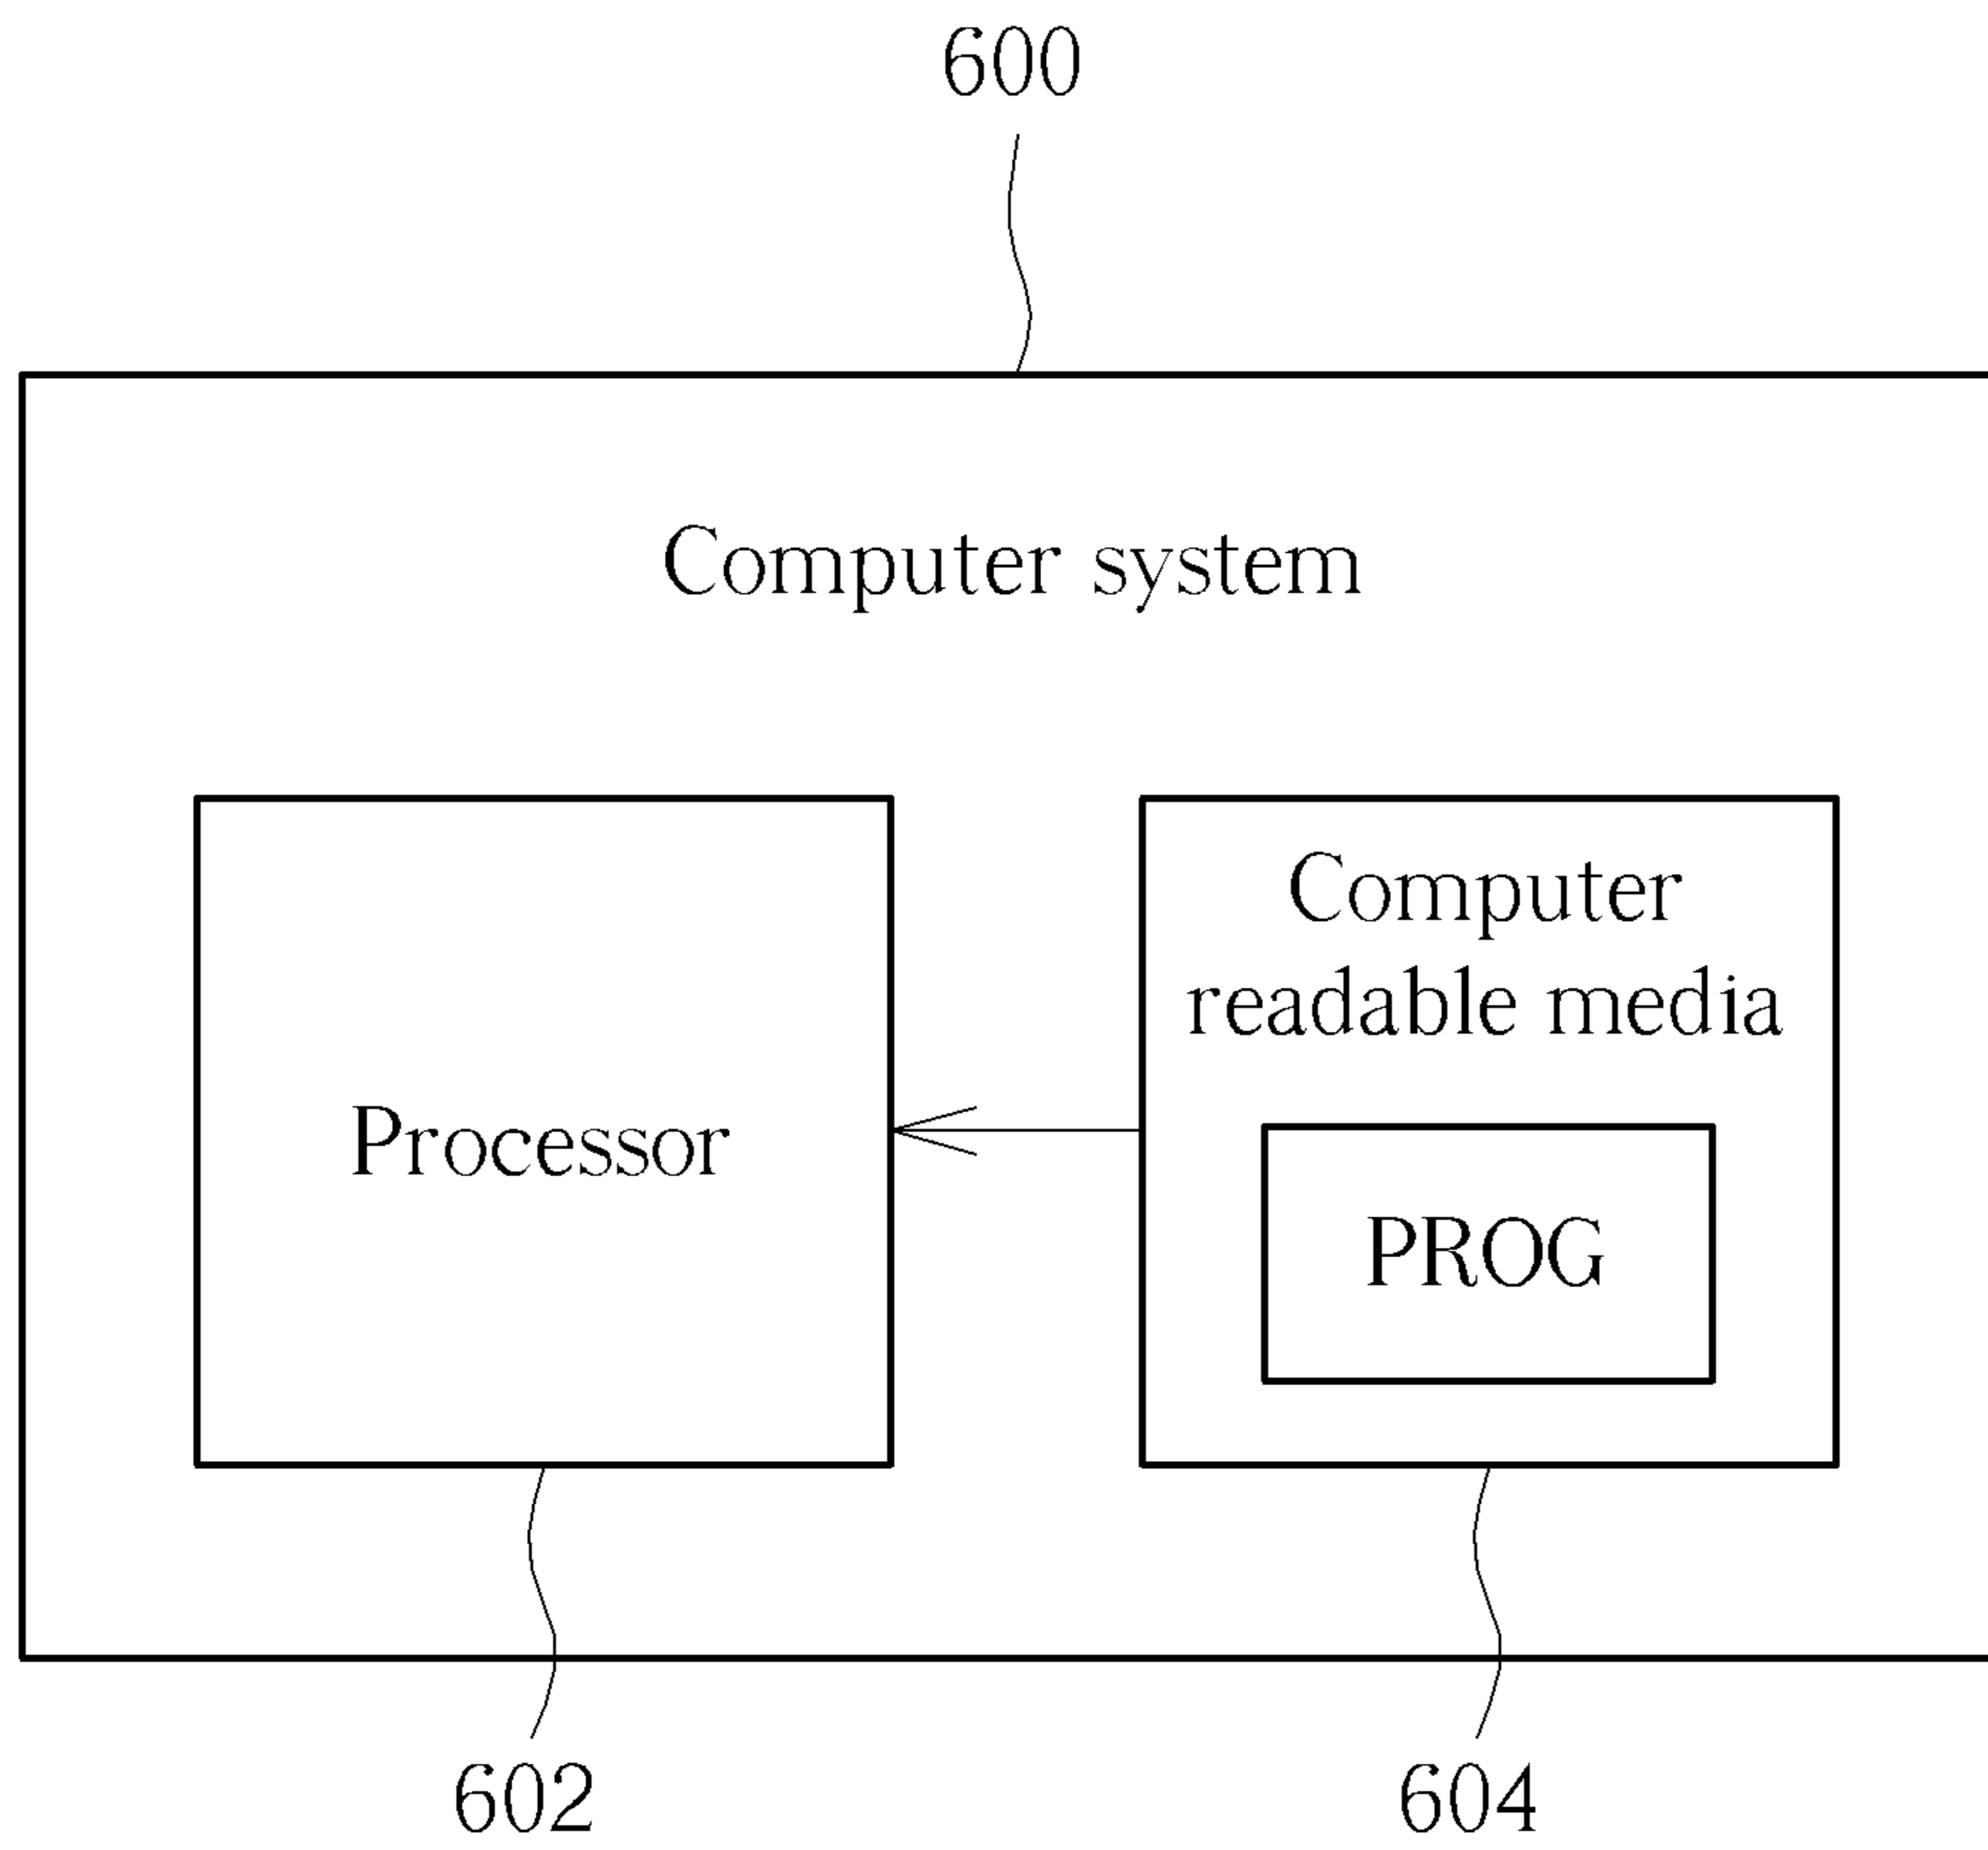 600
Computer system
Processor
Computer
readable media
PROG
602
604